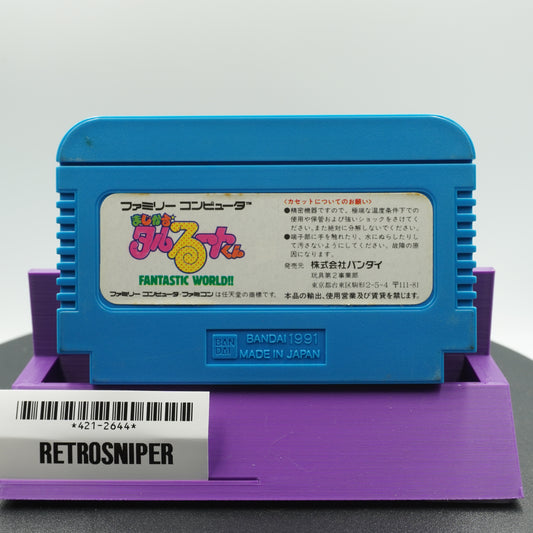 ファミリー コンピュータ™
まじかる
タルるートくん
FANTASTIC WORLD!!
ファミリー コンピュータ・ファミコンは任天堂の商標です。
〈カセットについてのお願い〉
●精密機器ですので、極端な温度条件下での
使用や保管および強いショックをさけてく
ださい。また絶対に分解しないでください。
●端子部に手を触れたり、水にぬらしたりし
て汚さないようにしてください。故障の原
因になります。
発売元 株式会社バンダイ
玩具第2事業部
東京都台東区駒形2-5-4 〒111-81
本品の輸出、使用営業及び賃貸を禁じます。
BAN
DAI
BANDAI 1991
MADE IN JAPAN
*421-2644*
RETROSNIPER